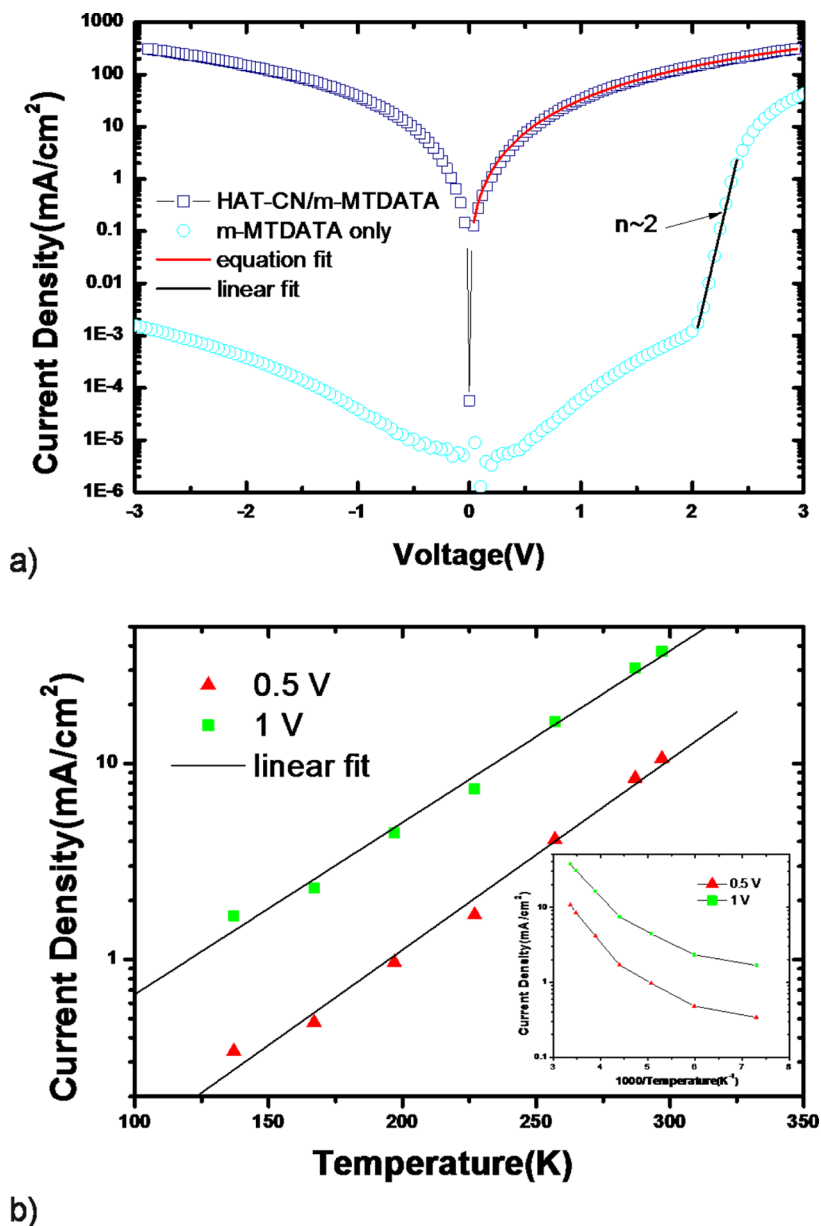 1000
100
10
1
0.1
0.01
1E-3
1E-4
1E-5
1E-6
Current Density(mA/cm²)
HAT-CN/m-MTDATA
m-MTDATA only
equation fit
linear fit
n~2
-3 -2 -1 0 1 2 3
Voltage(V)
a)
10
1
Current Density(mA/cm²)
0.5 V
1 V
linear fit
10
1
0.1
Current Density(mA/cm²)
0.5 V
1 V
3 4 5 6 7 8
1000/Temperature(K⁻¹)
100 150 200 250 300 350
Temperature(K)
b)